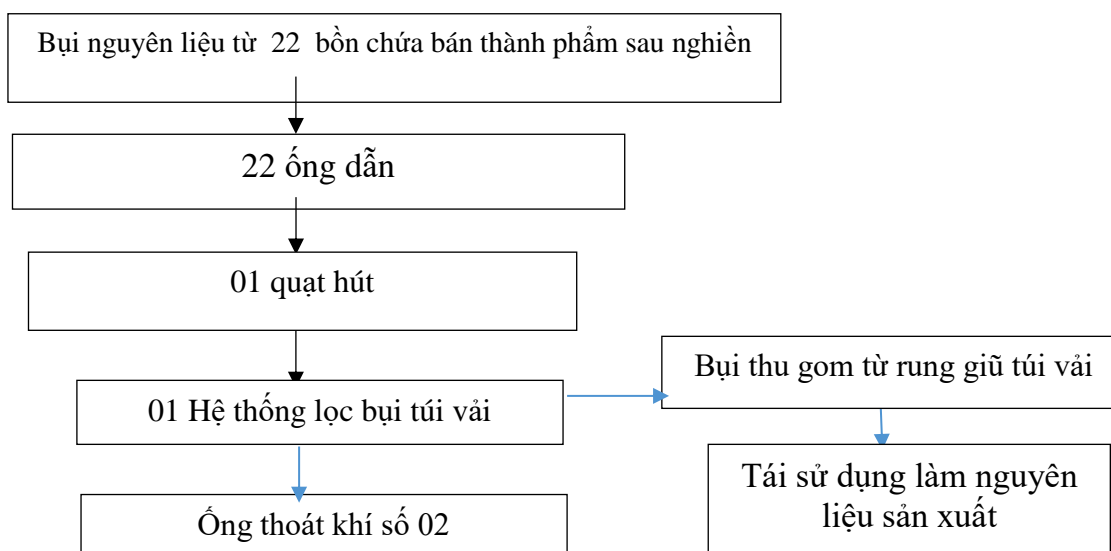 Bụi nguyên liệu từ 22 bồn chứa bán thành phẩm sau nghiền
22 ống dẫn
01 quạt hút
01 Hệ thống lọc bụi túi vải
Bụi thu gom từ rung giũ túi vải
Ống thoát khí số 02
Tái sử dụng làm nguyên
liệu sản xuất